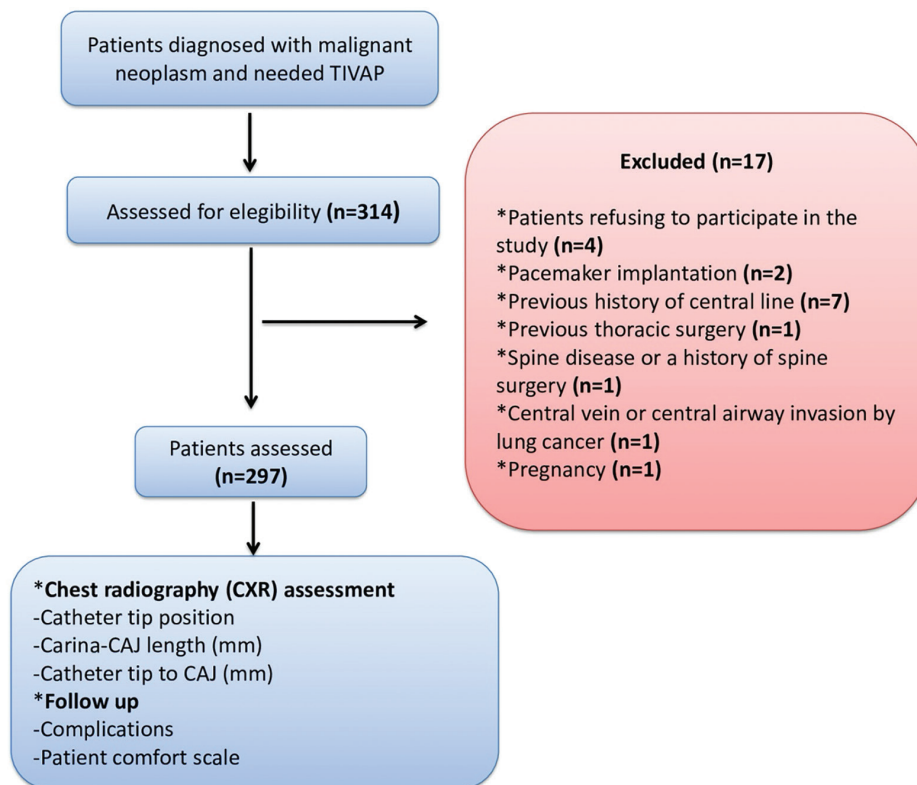 Patients diagnosed with malignant
neoplasm and needed TIVAP
Assessed for elegibility (n=314)
Excluded (n=17)
*Patients refusing to participate in the
study (n=4)
*Pacemaker implantation (n=2)
*Previous history of central line (n=7)
*Previous thoracic surgery (n=1)
*Spine disease or a history of spine
surgery (n=1)
*Central vein or central airway invasion by
lung cancer (n=1)
*Pregnancy (n=1)
Patients assessed
(n=297)
*Chest radiography (CXR) assessment
-Catheter tip position
-Carina-CAJ length (mm)
-Catheter tip to CAJ (mm)
*Follow up
-Complications
-Patient comfort scale